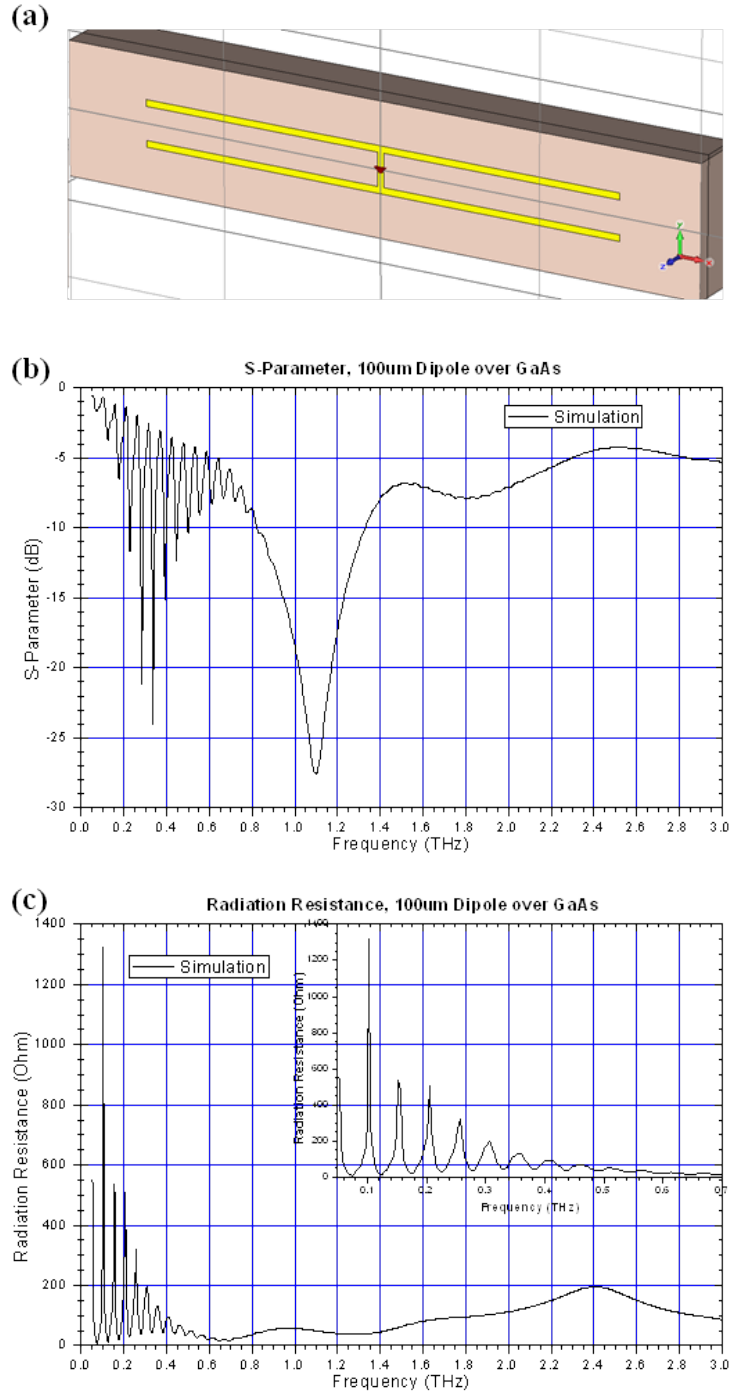 (a)
y
x
z
(b)
S-Parameter, 100um Dipole over GaAs
Simulation
S-Parameter (dB)
0
-5
-10
-15
-20
-25
-30
0.0 0.2 0.4 0.6 0.8 1.0 1.2 1.4 1.6 1.8 2.0 2.2 2.4 2.6 2.8 3.0
Frequency (THz)
(c)
Radiation Resistance, 100um Dipole over GaAs
Simulation
Radiation Resistance (Ohm)
1400
1200
1000
800
600
400
200
0
0.0 0.2 0.4 0.6 0.8 1.0 1.2 1.4 1.6 1.8 2.0 2.2 2.4 2.6 2.8 3.0
Frequency (THz)
Radiation Resistance (Ohm)
1400
1200
1000
800
600
400
200
0
0.1 0.2 0.3 0.4 0.5 0.6 0.7
Frequency (THz)